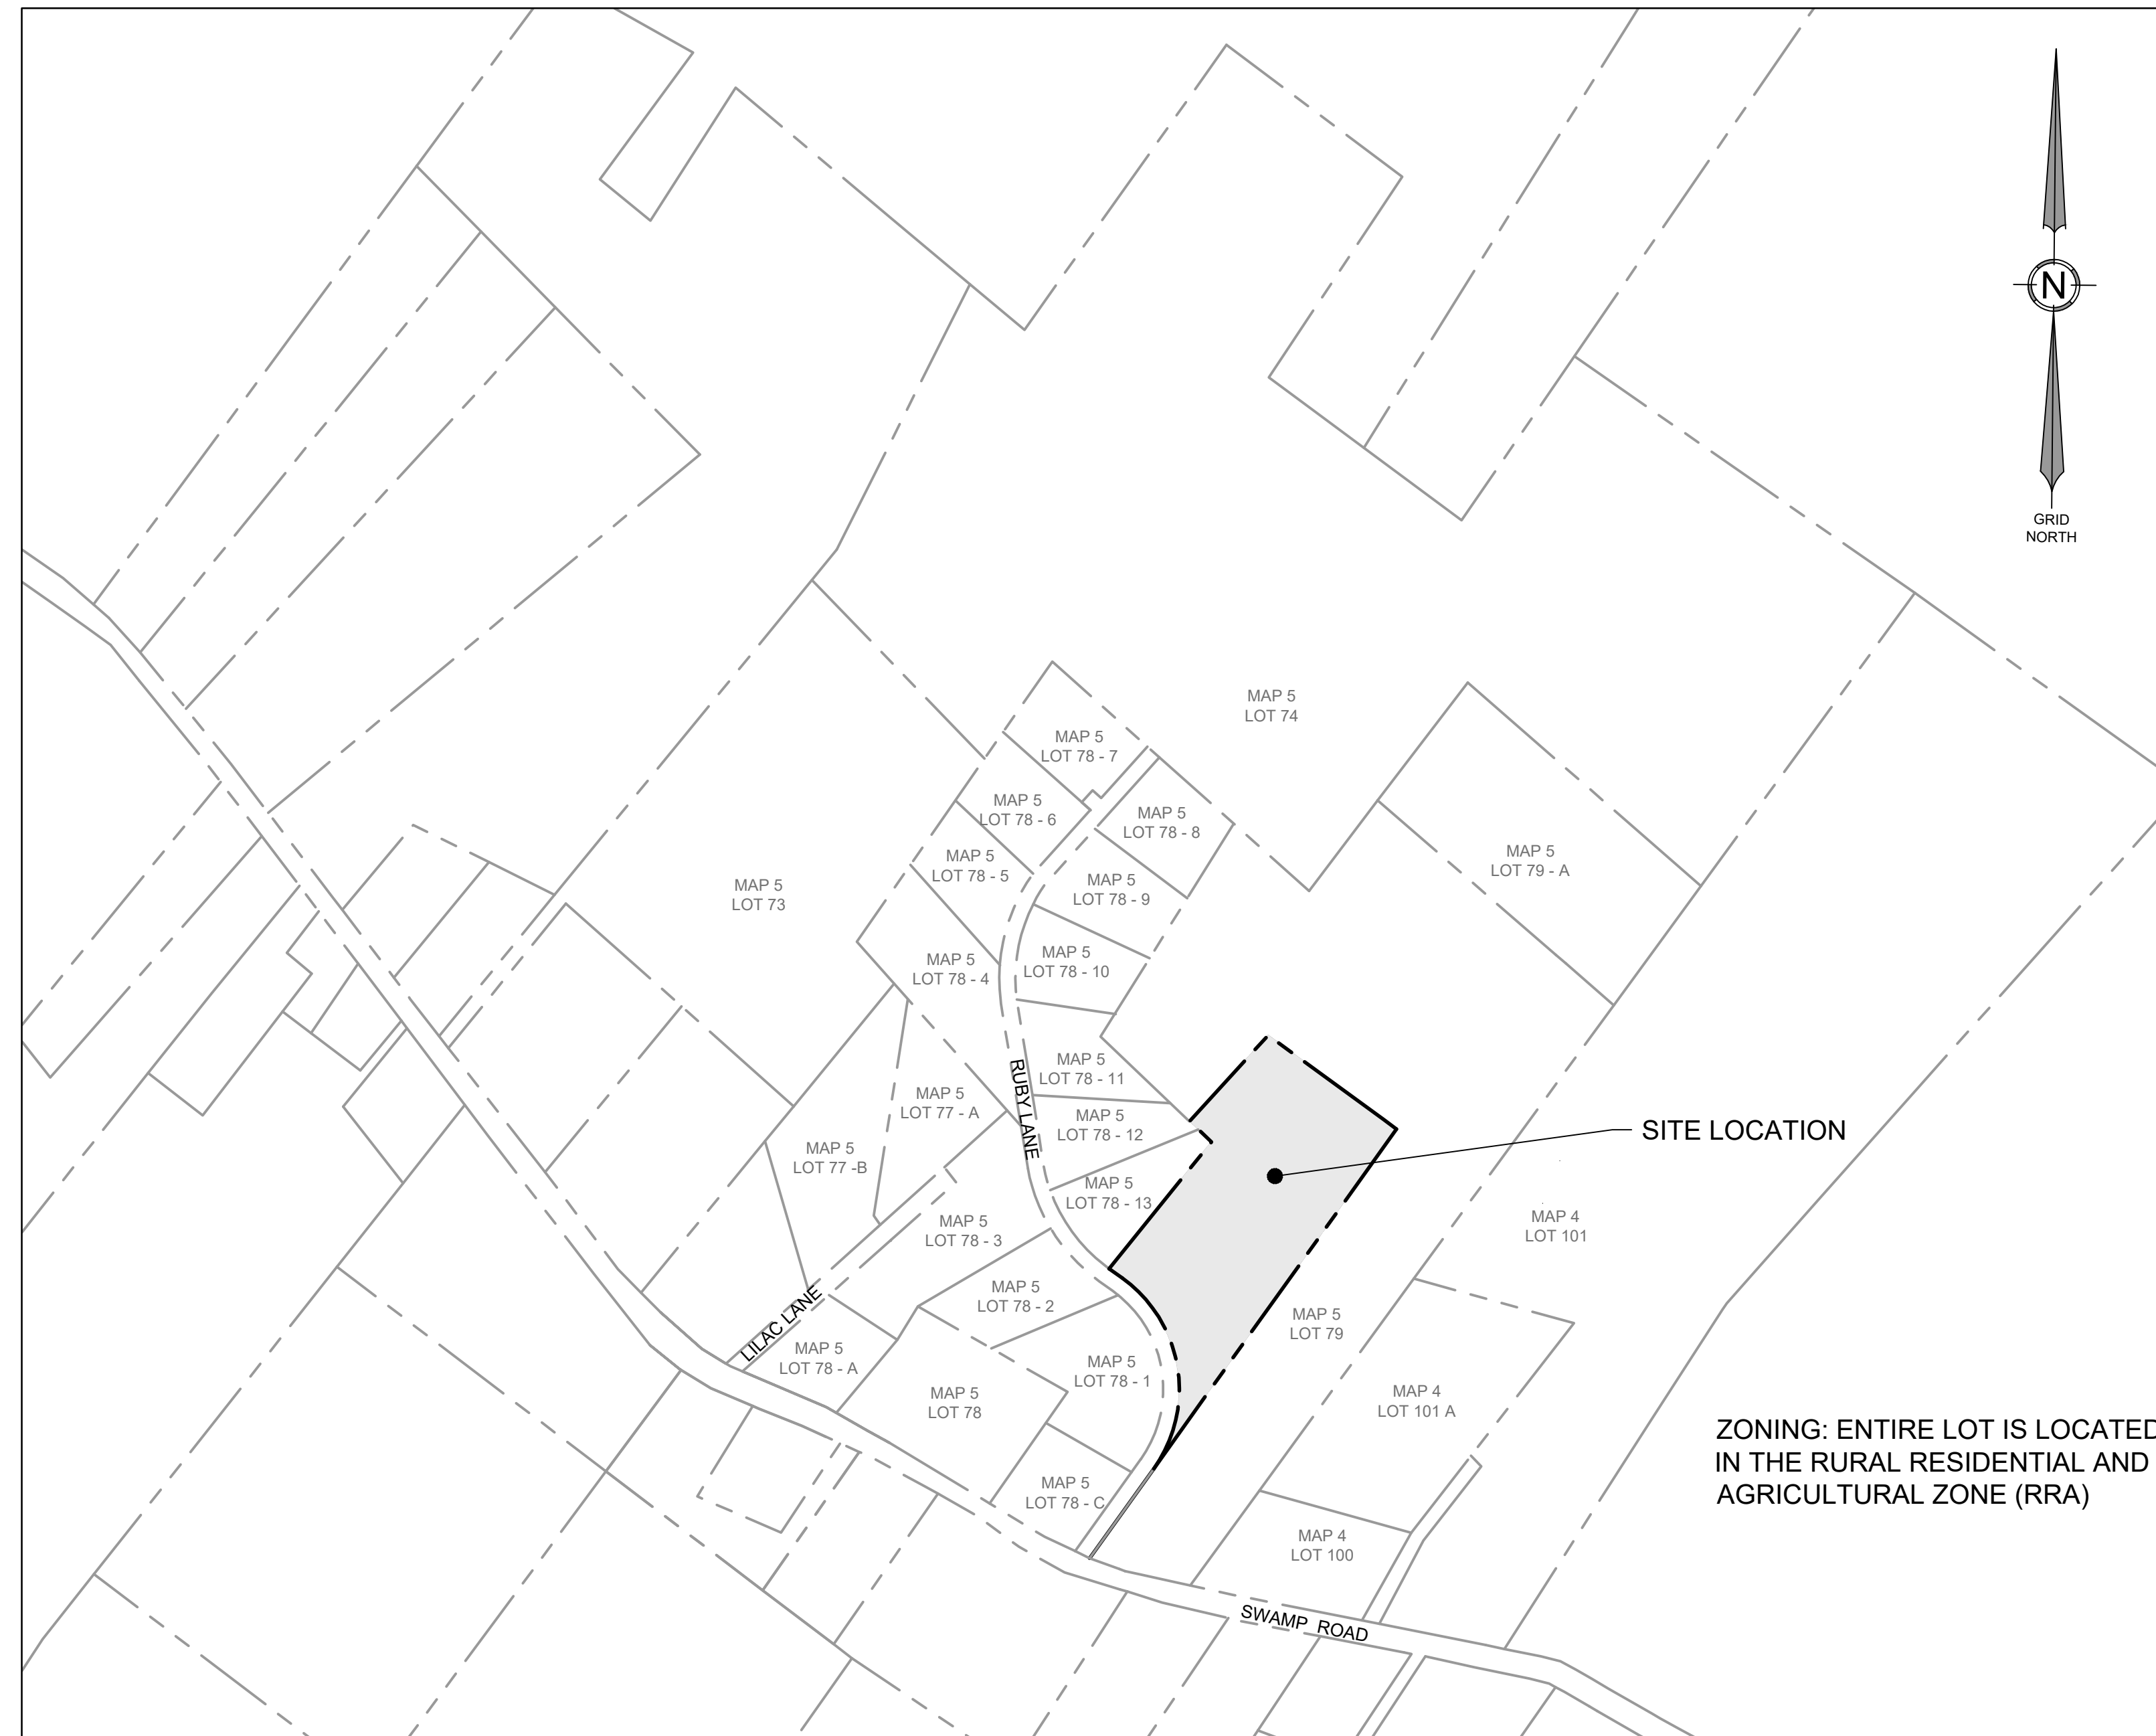 N
GRID
NORTH
MAP 5
LOT 74
MAP 5
LOT 78 - 7
MAP 5
LOT 78 - 6
MAP 5
LOT 78 - 8
MAP 5
LOT 78 - 5
MAP 5
LOT 79 - A
MAP 5
LOT 73
MAP 5
LOT 78 - 9
MAP 5
LOT 78 - 4
MAP 5
LOT 78 - 10
RUBY LANE
MAP 5
LOT 78 - 11
MAP 5
LOT 77 - A
MAP 5
LOT 78 - 12
SITE LOCATION
MAP 5
LOT 77 -B
MAP 5
LOT 78 - 13
MAP 5
LOT 78 - 3
MAP 4
LOT 101
MAP 5
LOT 78 - 2
LILAC LANE
MAP 5
LOT 79
MAP 5
LOT 78 - A
MAP 5
LOT 78 - 1
MAP 5
LOT 78
MAP 4
LOT 101 A
ZONING: ENTIRE LOT IS LOCATED
IN THE RURAL RESIDENTIAL AND
AGRICULTURAL ZONE (RRA)
MAP 5
LOT 78 - C
MAP 4
LOT 100
SWAMP ROAD